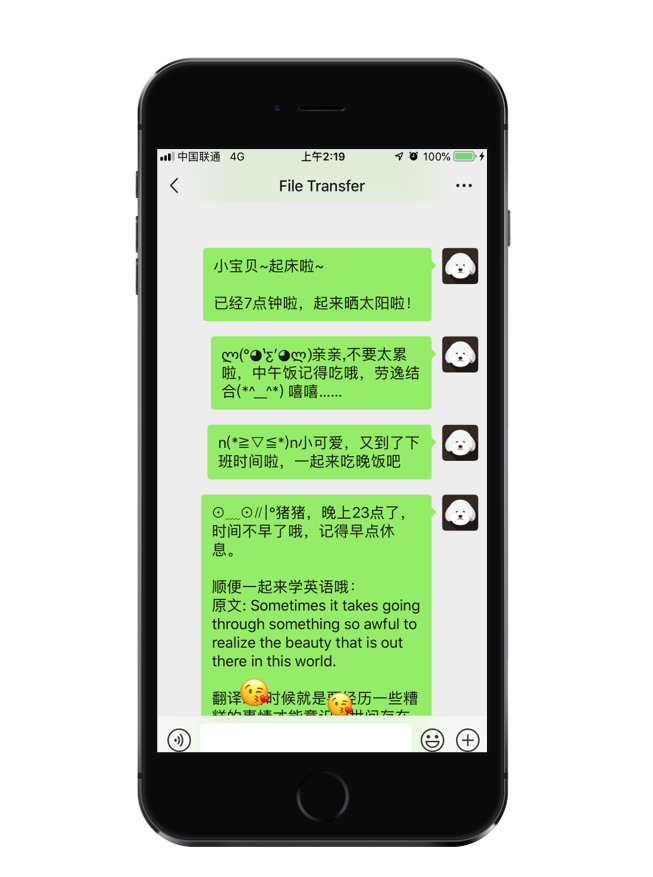 中国联通 4G 上午2:19 100%
File Transfer
小宝贝~起床啦~
已经7点钟啦，起来晒太阳啦！
ლ(°◕‵ƹ′◕ლ)亲亲,不要太累
啦，中午饭记得吃哦，劳逸结
合(*^__^*) 嘻嘻……
n(*≧▽≦*)n小可爱，又到了下
班时间啦，一起来吃晚饭吧
⊙﹏⊙//|°猪猪，晚上23点了，
时间不早了哦，记得早点休
息。
顺便一起来学英语哦：
原文: Sometimes it takes going
through something so awful to
realize the beauty that is out
there in this world.
翻译 时候就是要经历一些糟
糕的事情才能意识 世间存在